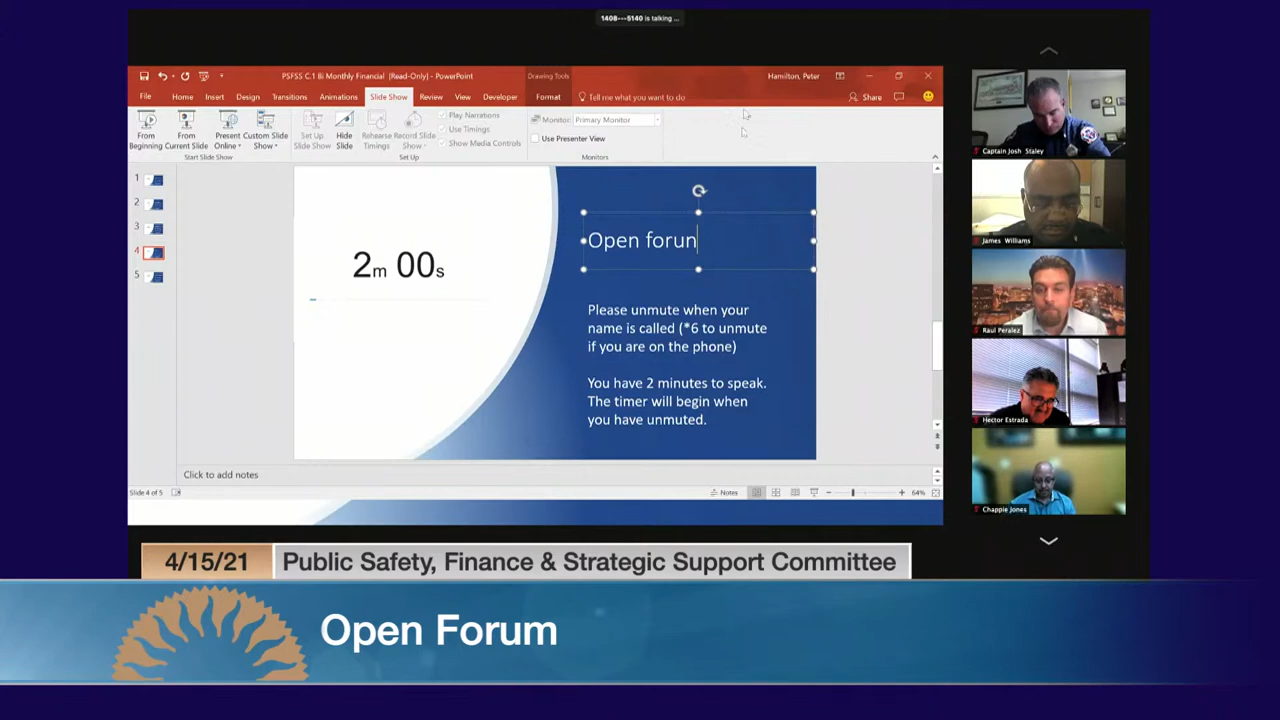 1408---5140 is talking ...
PSFSS C.1 Bi Monthly Financial [Read-Only] - PowerPoint
Drawing Tools
Hamilton, Peter
File Home Insert Design Transitions Animations Slide Show Review View Developer Format Tell me what you want to do Share
From Beginning
From Current Slide
Present Online
Custom Slide Show
Set Up Slide Show
Hide Slide
Rehearse Timings
Record Slide Show
Play Narrations
Use Timings
Show Media Controls
Monitor: Primary Monitor
Use Presenter View
Start Slide Show
Set Up
Monitors
1
2
3
4
5
2m 00s
Open forun
Please unmute when your
name is called (*6 to unmute
if you are on the phone)
You have 2 minutes to speak.
The timer will begin when
you have unmuted.
Click to add notes
Slide 4 of 5
Notes
64%
Captain Josh Staley
James Williams
Raul Peralez
Hector Estrada
Chappie Jones
4/15/21 Public Safety, Finance & Strategic Support Committee
Open Forum